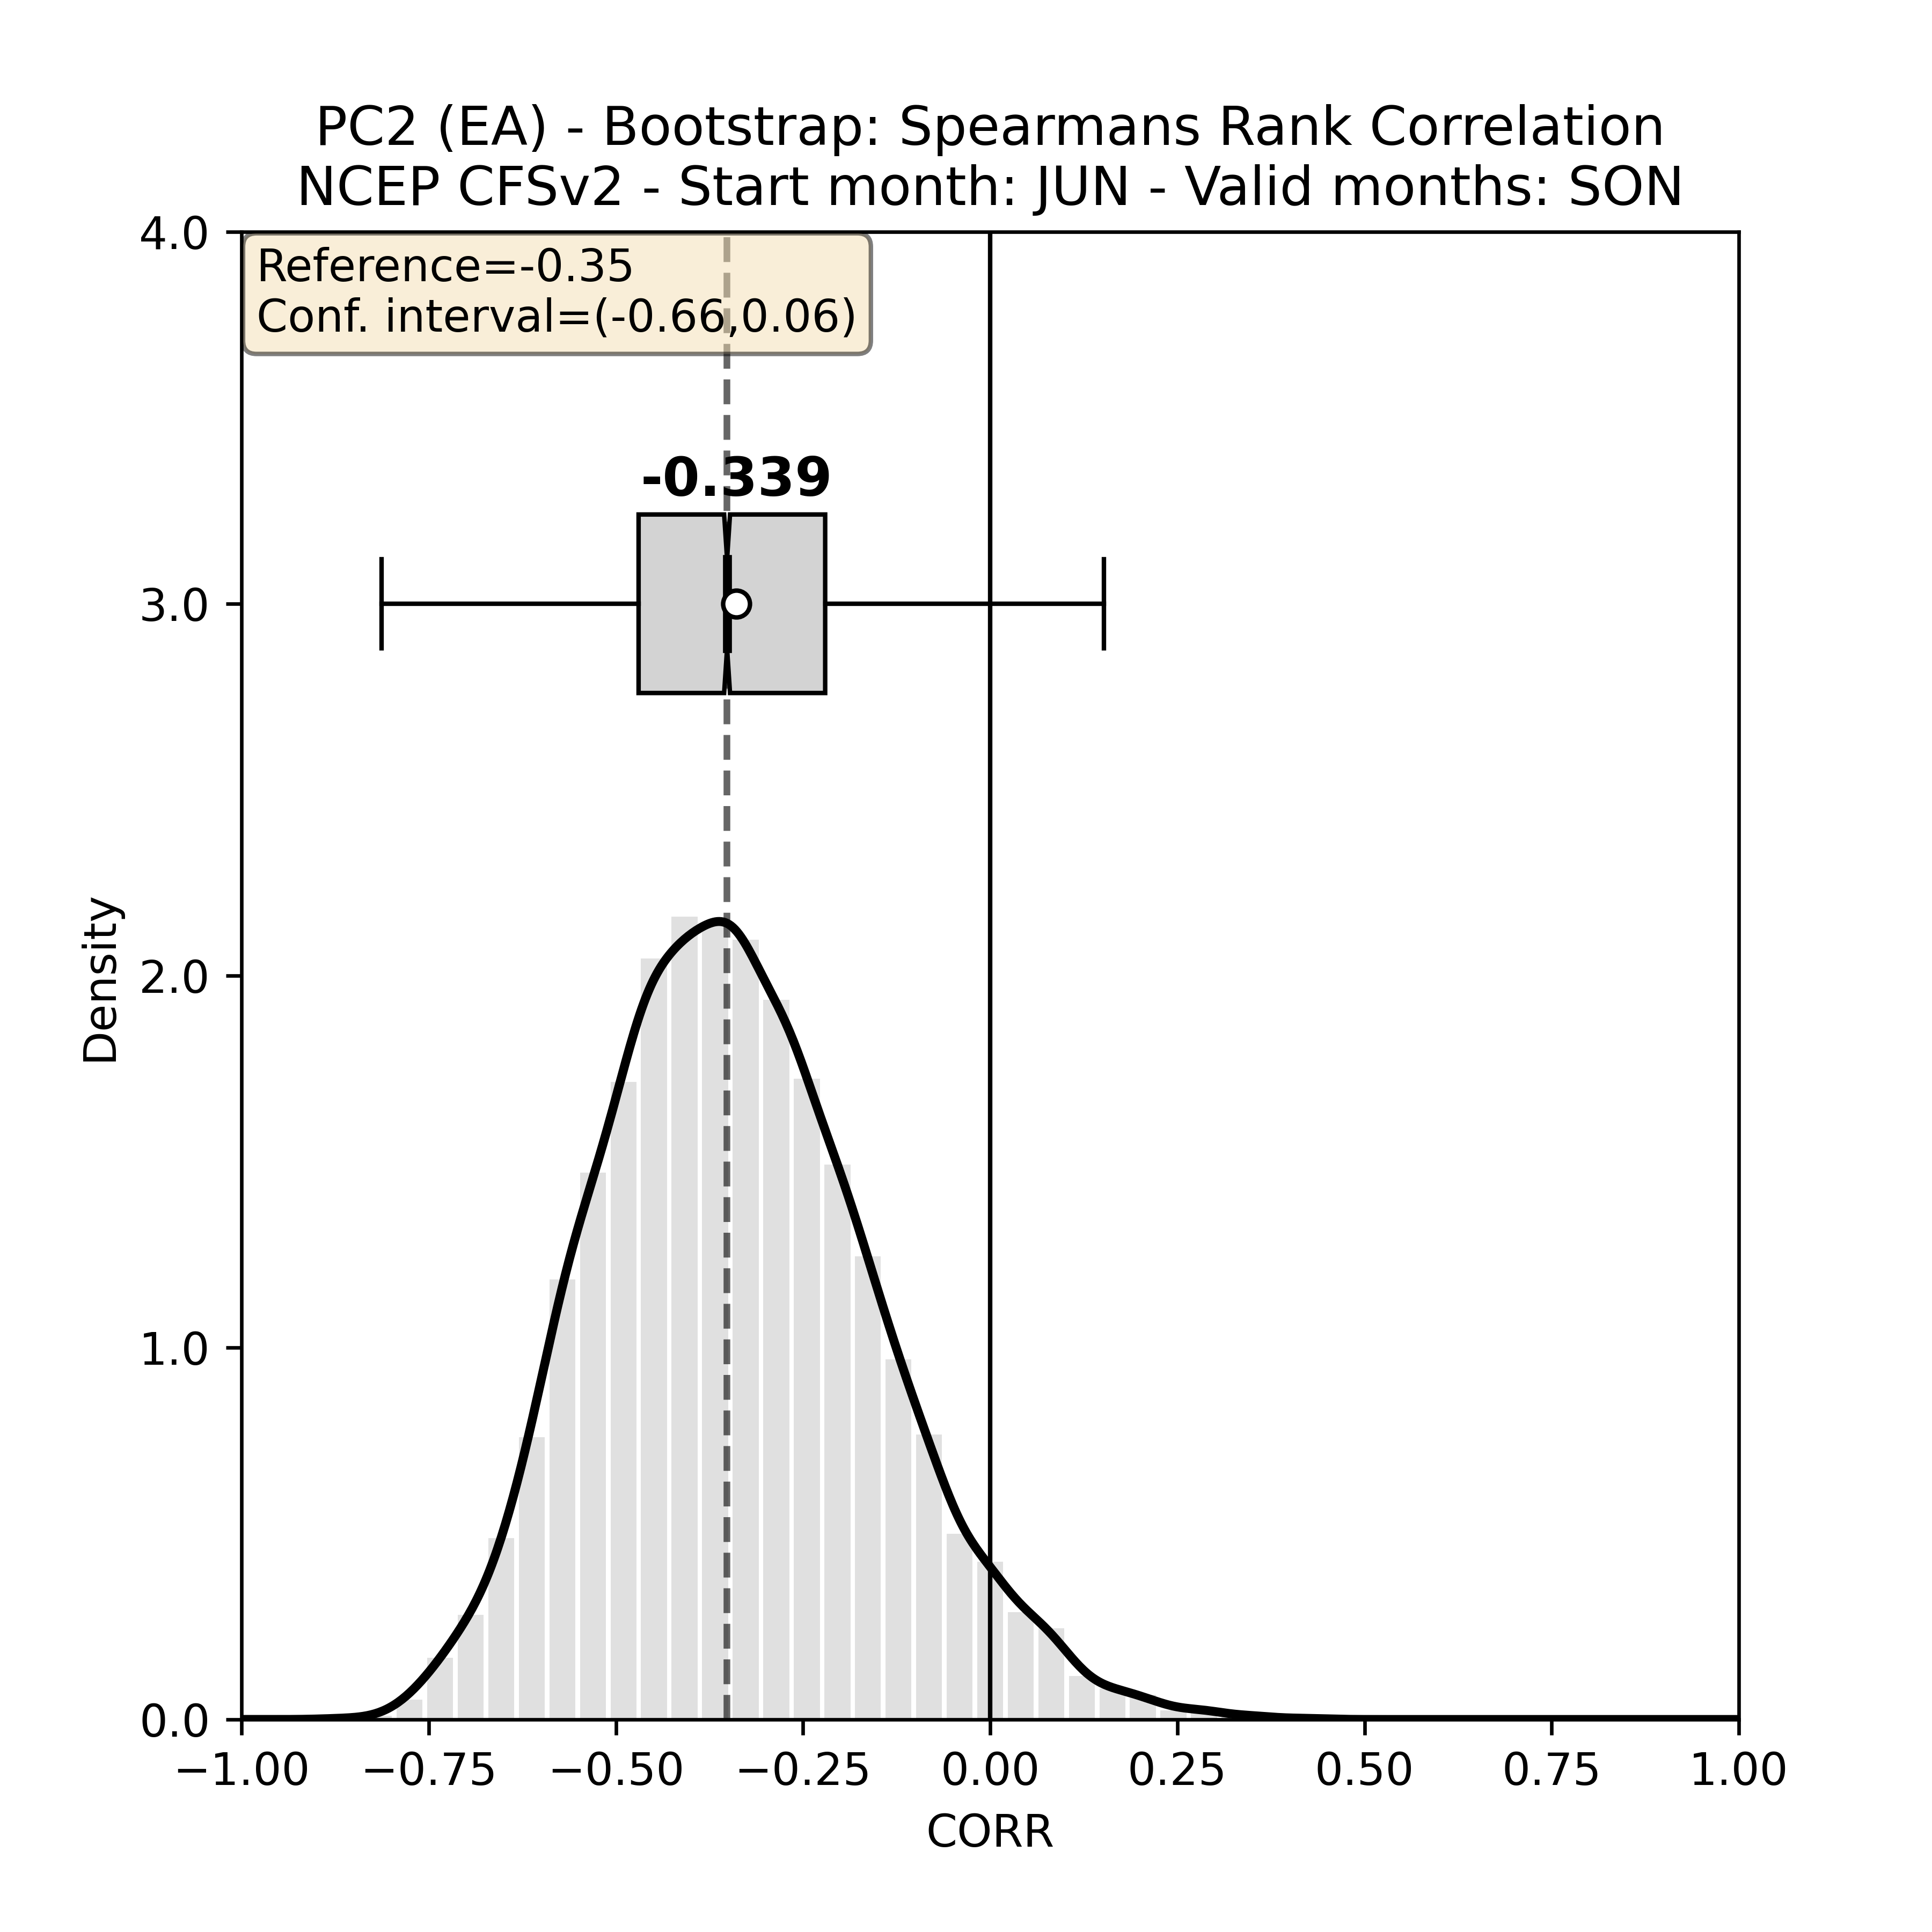 PC2 (EA) - Bootstrap: Spearmans Rank Correlation
NCEP CFSv2 - Start month: JUN - Valid months: SON
Reference=-0.35
Conf. interval=(-0.66,0.06)
-0.339
4.0
3.0
2.0
1.0
0.0
Density
−1.00 −0.75 −0.50 −0.25 0.00 0.25 0.50 0.75 1.00
CORR